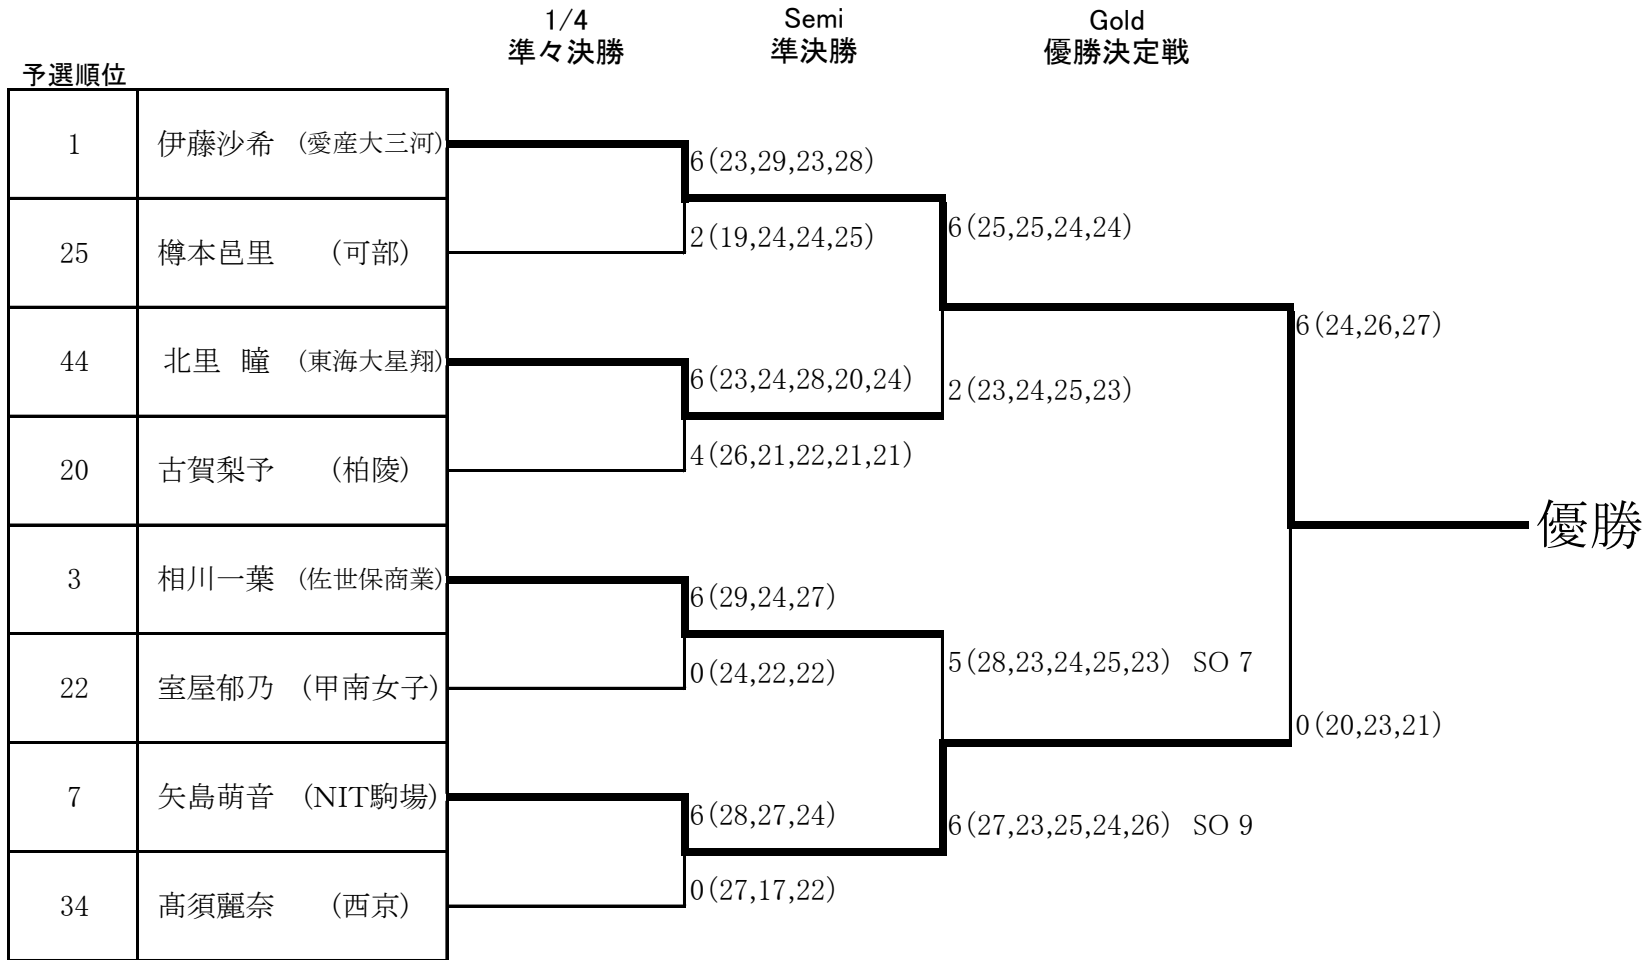 1/4 Semi Gold
準々決勝 準決勝 優勝決定戦
予選順位
1 伊藤沙希 (愛産大三河)
6(23,29,23,28)
25 樽本邑里 (可部)
2(19,24,24,25)
6(25,25,24,24)
44 北里 瞳 (東海大星翔)
6(23,24,28,20,24)
2(23,24,25,23)
6(24,26,27)
20 古賀梨予 (柏陵)
4(26,21,22,21,21)
優勝
3 相川一葉 (佐世保商業)
6(29,24,27)
22 室屋郁乃 (甲南女子)
0(24,22,22)
5(28,23,24,25,23) SO 7
0(20,23,21)
7 矢島萌音 (NIT駒場)
6(28,27,24)
6(27,23,25,24,26) SO 9
34 髙須麗奈 (西京)
0(27,17,22)